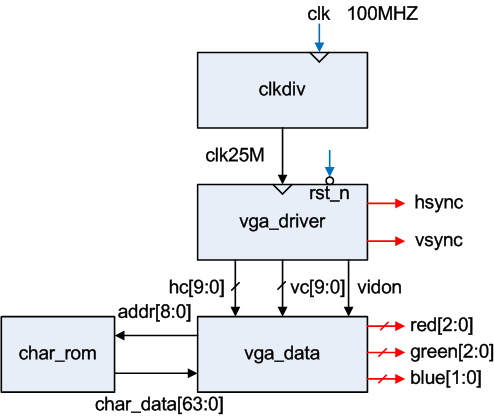 clk 100MHZ
clkdiv
clk25M
rst_n
vga_driver
hsync
vsync
hc[9:0]
vc[9:0]
vidon
addr[8:0]
char_rom
vga_data
red[2:0]
green[2:0]
blue[1:0]
char_data[63:0]